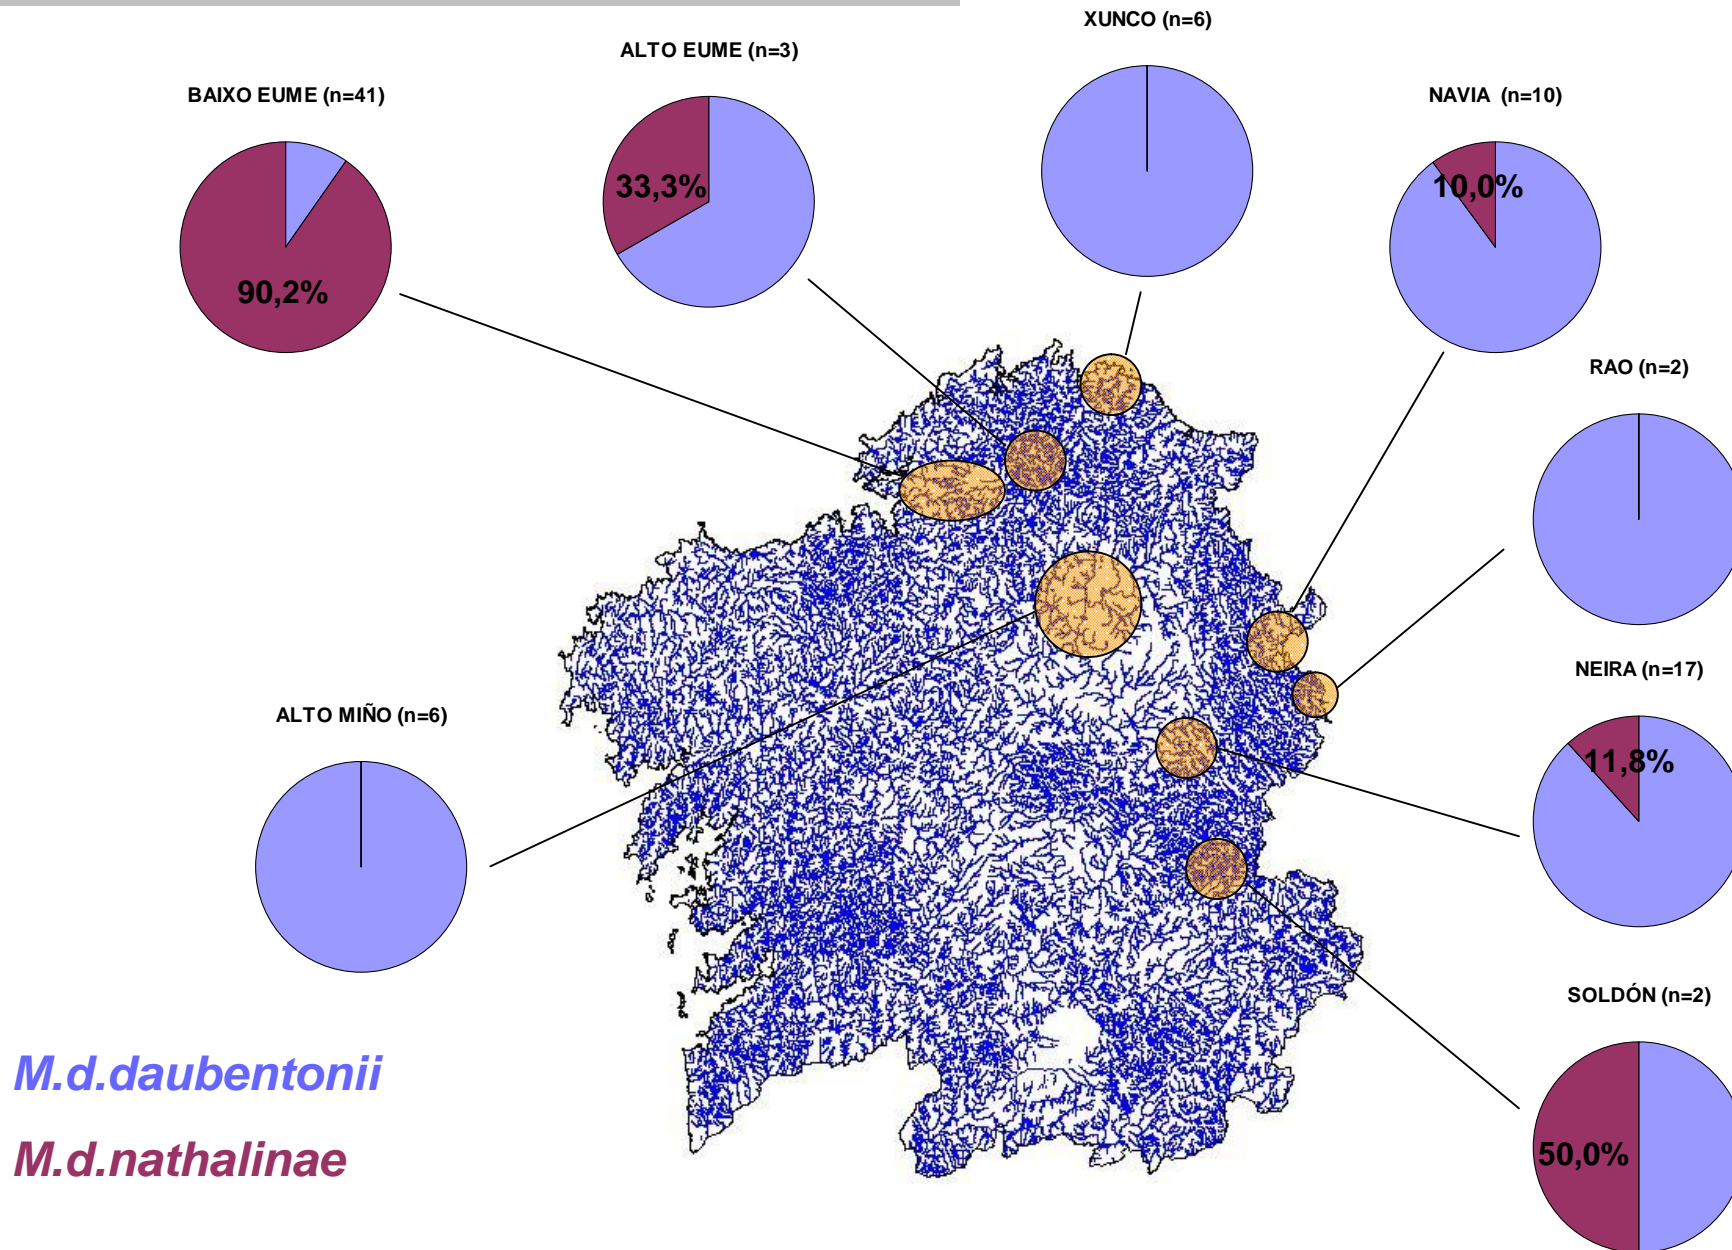 XUNCO (n=6)
ALTO EUME (n=3)
BAIXO EUME (n=41)
NAVIA (n=10)
33,3%
10,0%
90,2%
RAO (n=2)
NEIRA (n=17)
ALTO MIÑO (n=6)
11,8%
SOLDÓN (n=2)
M.d.daubentonii
50,0%
M.d.nathalinae